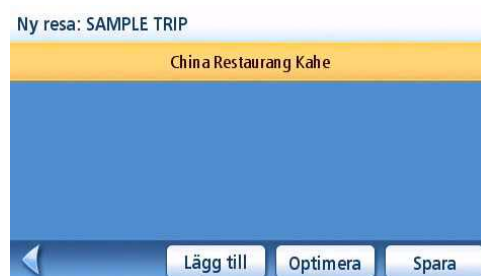 Ny resa: SAMPLE TRIP
China Restaurang Kahe
Lägg till
Optimera
Spara